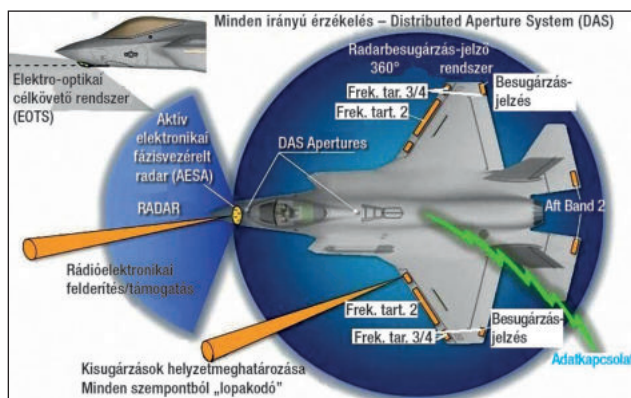 Minden irányú érzékelés – Distributed Aperture System (DAS)
Elektro-optikai
célkövető rendszer
(EOTS)
Radarbesugárzás-jelző
360° rendszer
Frek. tar. 3/4
Besugárzás-
jelzés
Frek. tart. 2
Aktív
elektronikai
fázisvezérelt
radar (AESA)
DAS Apertures
RADAR
Aft Band 2
Rádióelektronikai
felderítés/támogatás
Frek. tart. 2
Frek. tar. 3/4
Besugárzás-
jelzés
Adatkapcsolat
Kisugárzások helyzetmeghatározása
Minden szempontból „lopakodó”